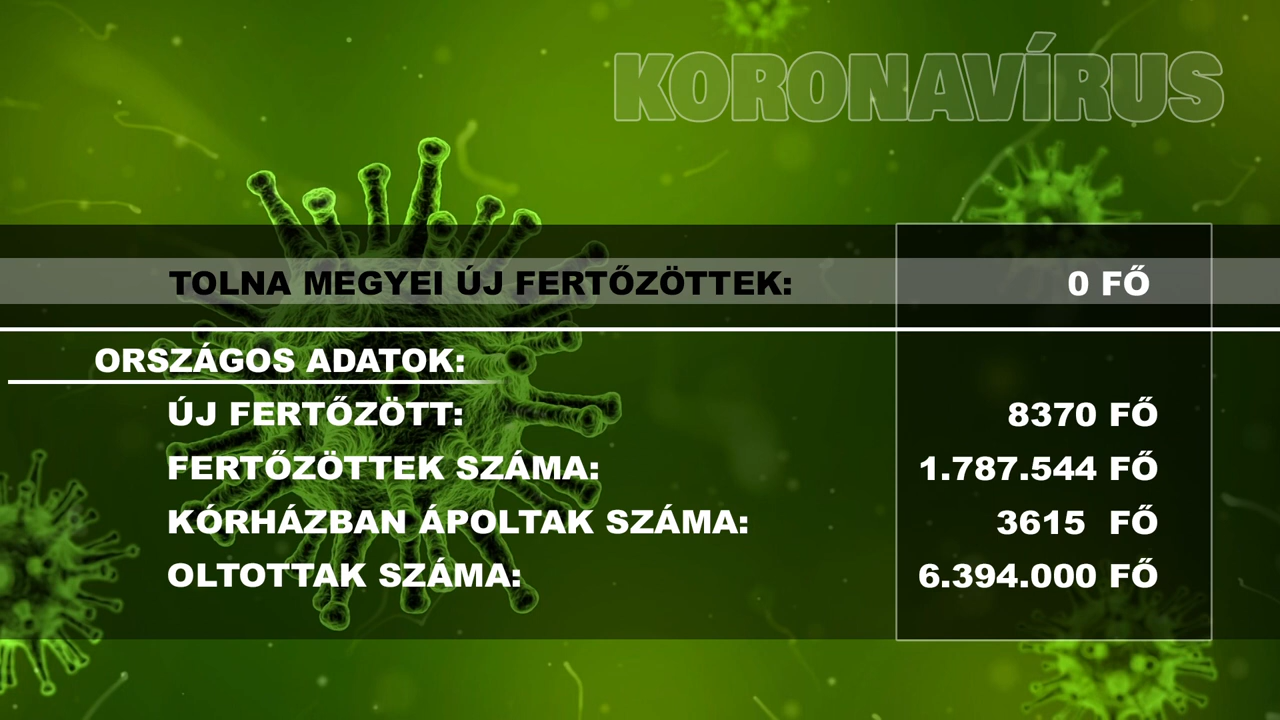 KORONAVÍRUS
TOLNA MEGYEI ÚJ FERTŐZÖTTEK: 0 FŐ
ORSZÁGOS ADATOK:
ÚJ FERTŐZÖTT: 8370 FŐ
FERTŐZÖTTEK SZÁMA: 1.787.544 FŐ
KÓRHÁZBAN ÁPOLTAK SZÁMA: 3615 FŐ
OLTOTTAK SZÁMA: 6.394.000 FŐ